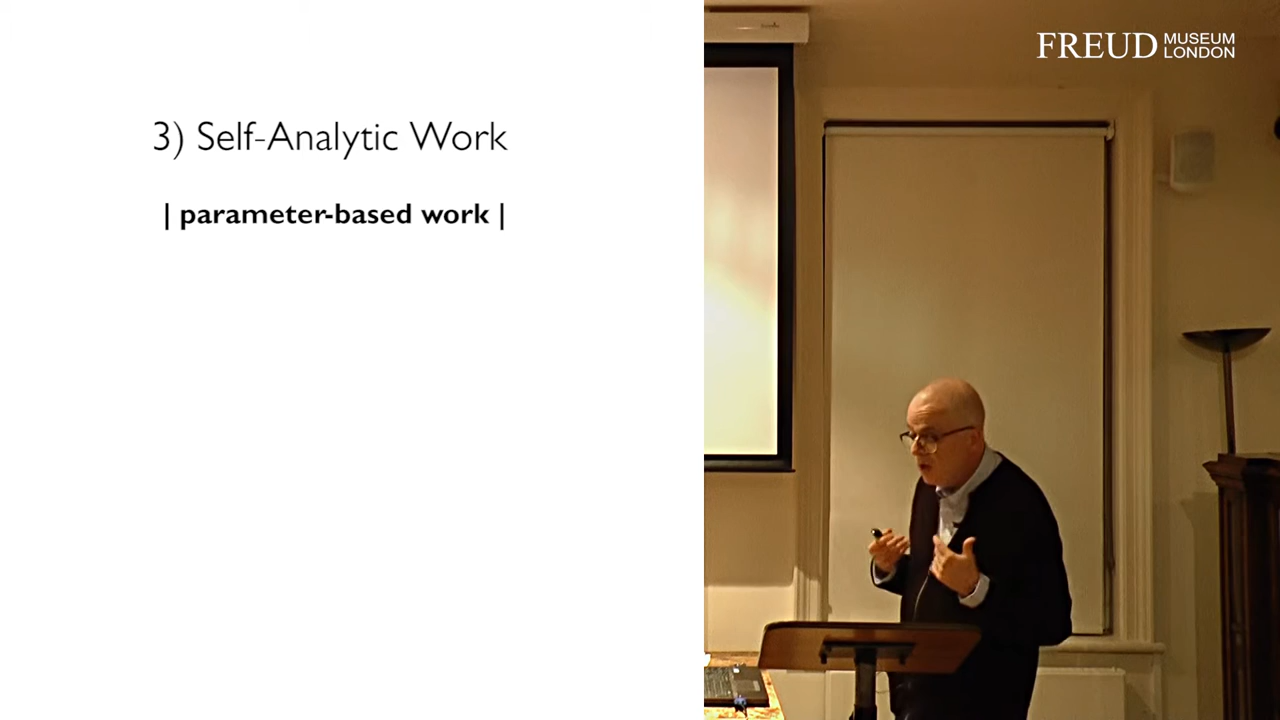 3) Self-Analytic Work
| parameter-based work |
FREUD MUSEUM LONDON